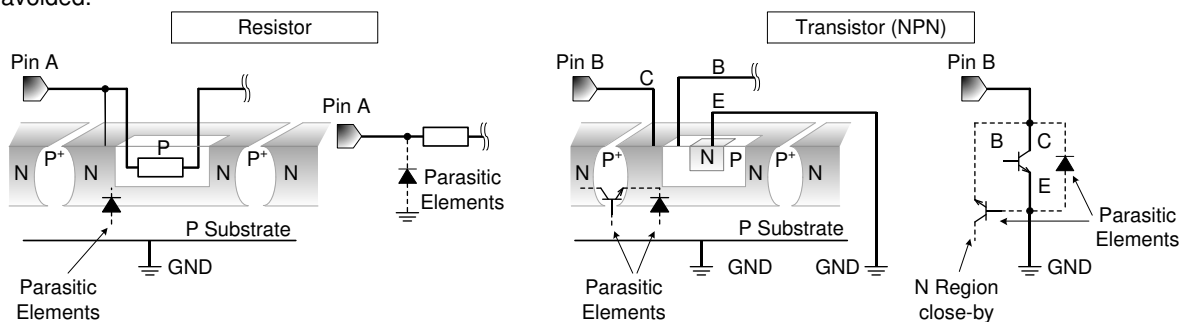 avoided.
Resistor
Transistor (NPN)
Pin A
Pin A
N
P+
N
P
N
P+
N
Parasitic
Elements
P Substrate
GND
Parasitic
Elements
Pin B
C
B
E
N
P+
N
N
P
N
P+
N
P Substrate
GND
GND
Parasitic
Elements
Pin B
B
C
E
Parasitic
Elements
GND
N Region
close-by